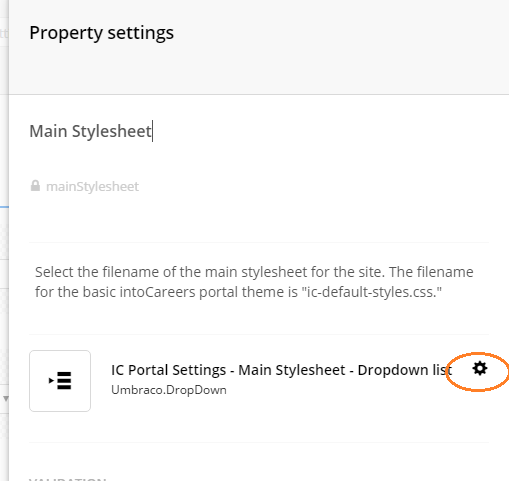 Property settings
Main Stylesheet
mainStylesheet
Select the filename of the main stylesheet for the site. The filename
for the basic intoCareers portal theme is "ic-default-styles.css."
IC Portal Settings - Main Stylesheet - Dropdown list
Umbraco.DropDown
VALIDATION